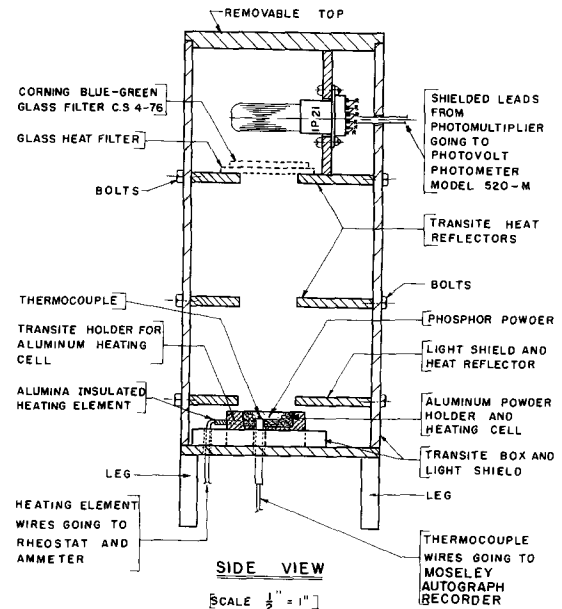 REMOVABLE TOP
CORNING BLUE-GREEN
GLASS FILTER C.S 4-76
GLASS HEAT FILTER
BOLTS
THERMOCOUPLE
TRANSITE HOLDER FOR
ALUMINUM HEATING
CELL
ALUMINA INSULATED
HEATING ELEMENT
LEG
HEATING ELEMENT
WIRES GOING TO
RHEOSTAT AND
AMMETER
IP.21
SHIELDED LEADS
FROM
PHOTOMULTIPLIER
GOING TO
PHOTOVOLT
PHOTOMETER
MODEL 520-M
TRANSITE HEAT
REFLECTORS
BOLTS
PHOSPHOR POWDER
LIGHT SHIELD AND
HEAT REFLECTOR
ALUMINUM POWDER
HOLDER AND
HEATING CELL
TRANSITE BOX AND
LIGHT SHIELD
LEG
THERMOCOUPLE
WIRES GOING TO
MOSELEY
AUTOGRAPH
RECORDER
SIDE VIEW
[SCALE 1/2" = 1"]